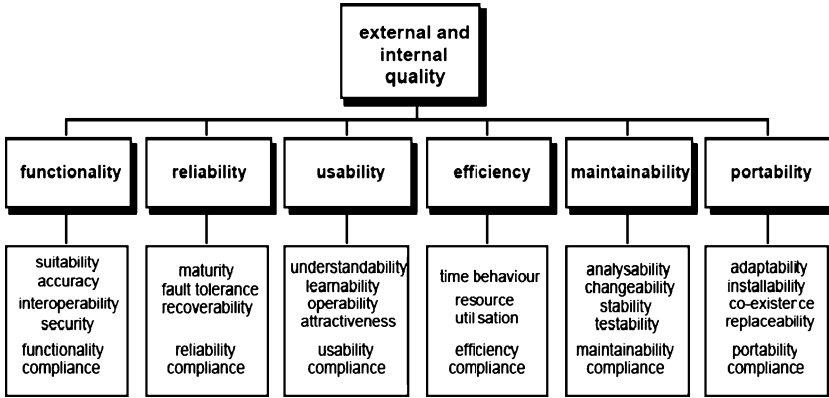 external and
internal
quality
functionality
reliability
usability
efficiency
maintainability
portability
suitability
accuracy
interoperability
security
functionality
compliance
maturity
fault tolerance
recoverability
reliability
compliance
understandability
learnability
operability
attractiveness
usability
compliance
time behaviour
resource
utilisation
efficiency
compliance
analysability
changeability
stability
testability
maintainability
compliance
adaptability
installability
co-existence
replaceability
portability
compliance